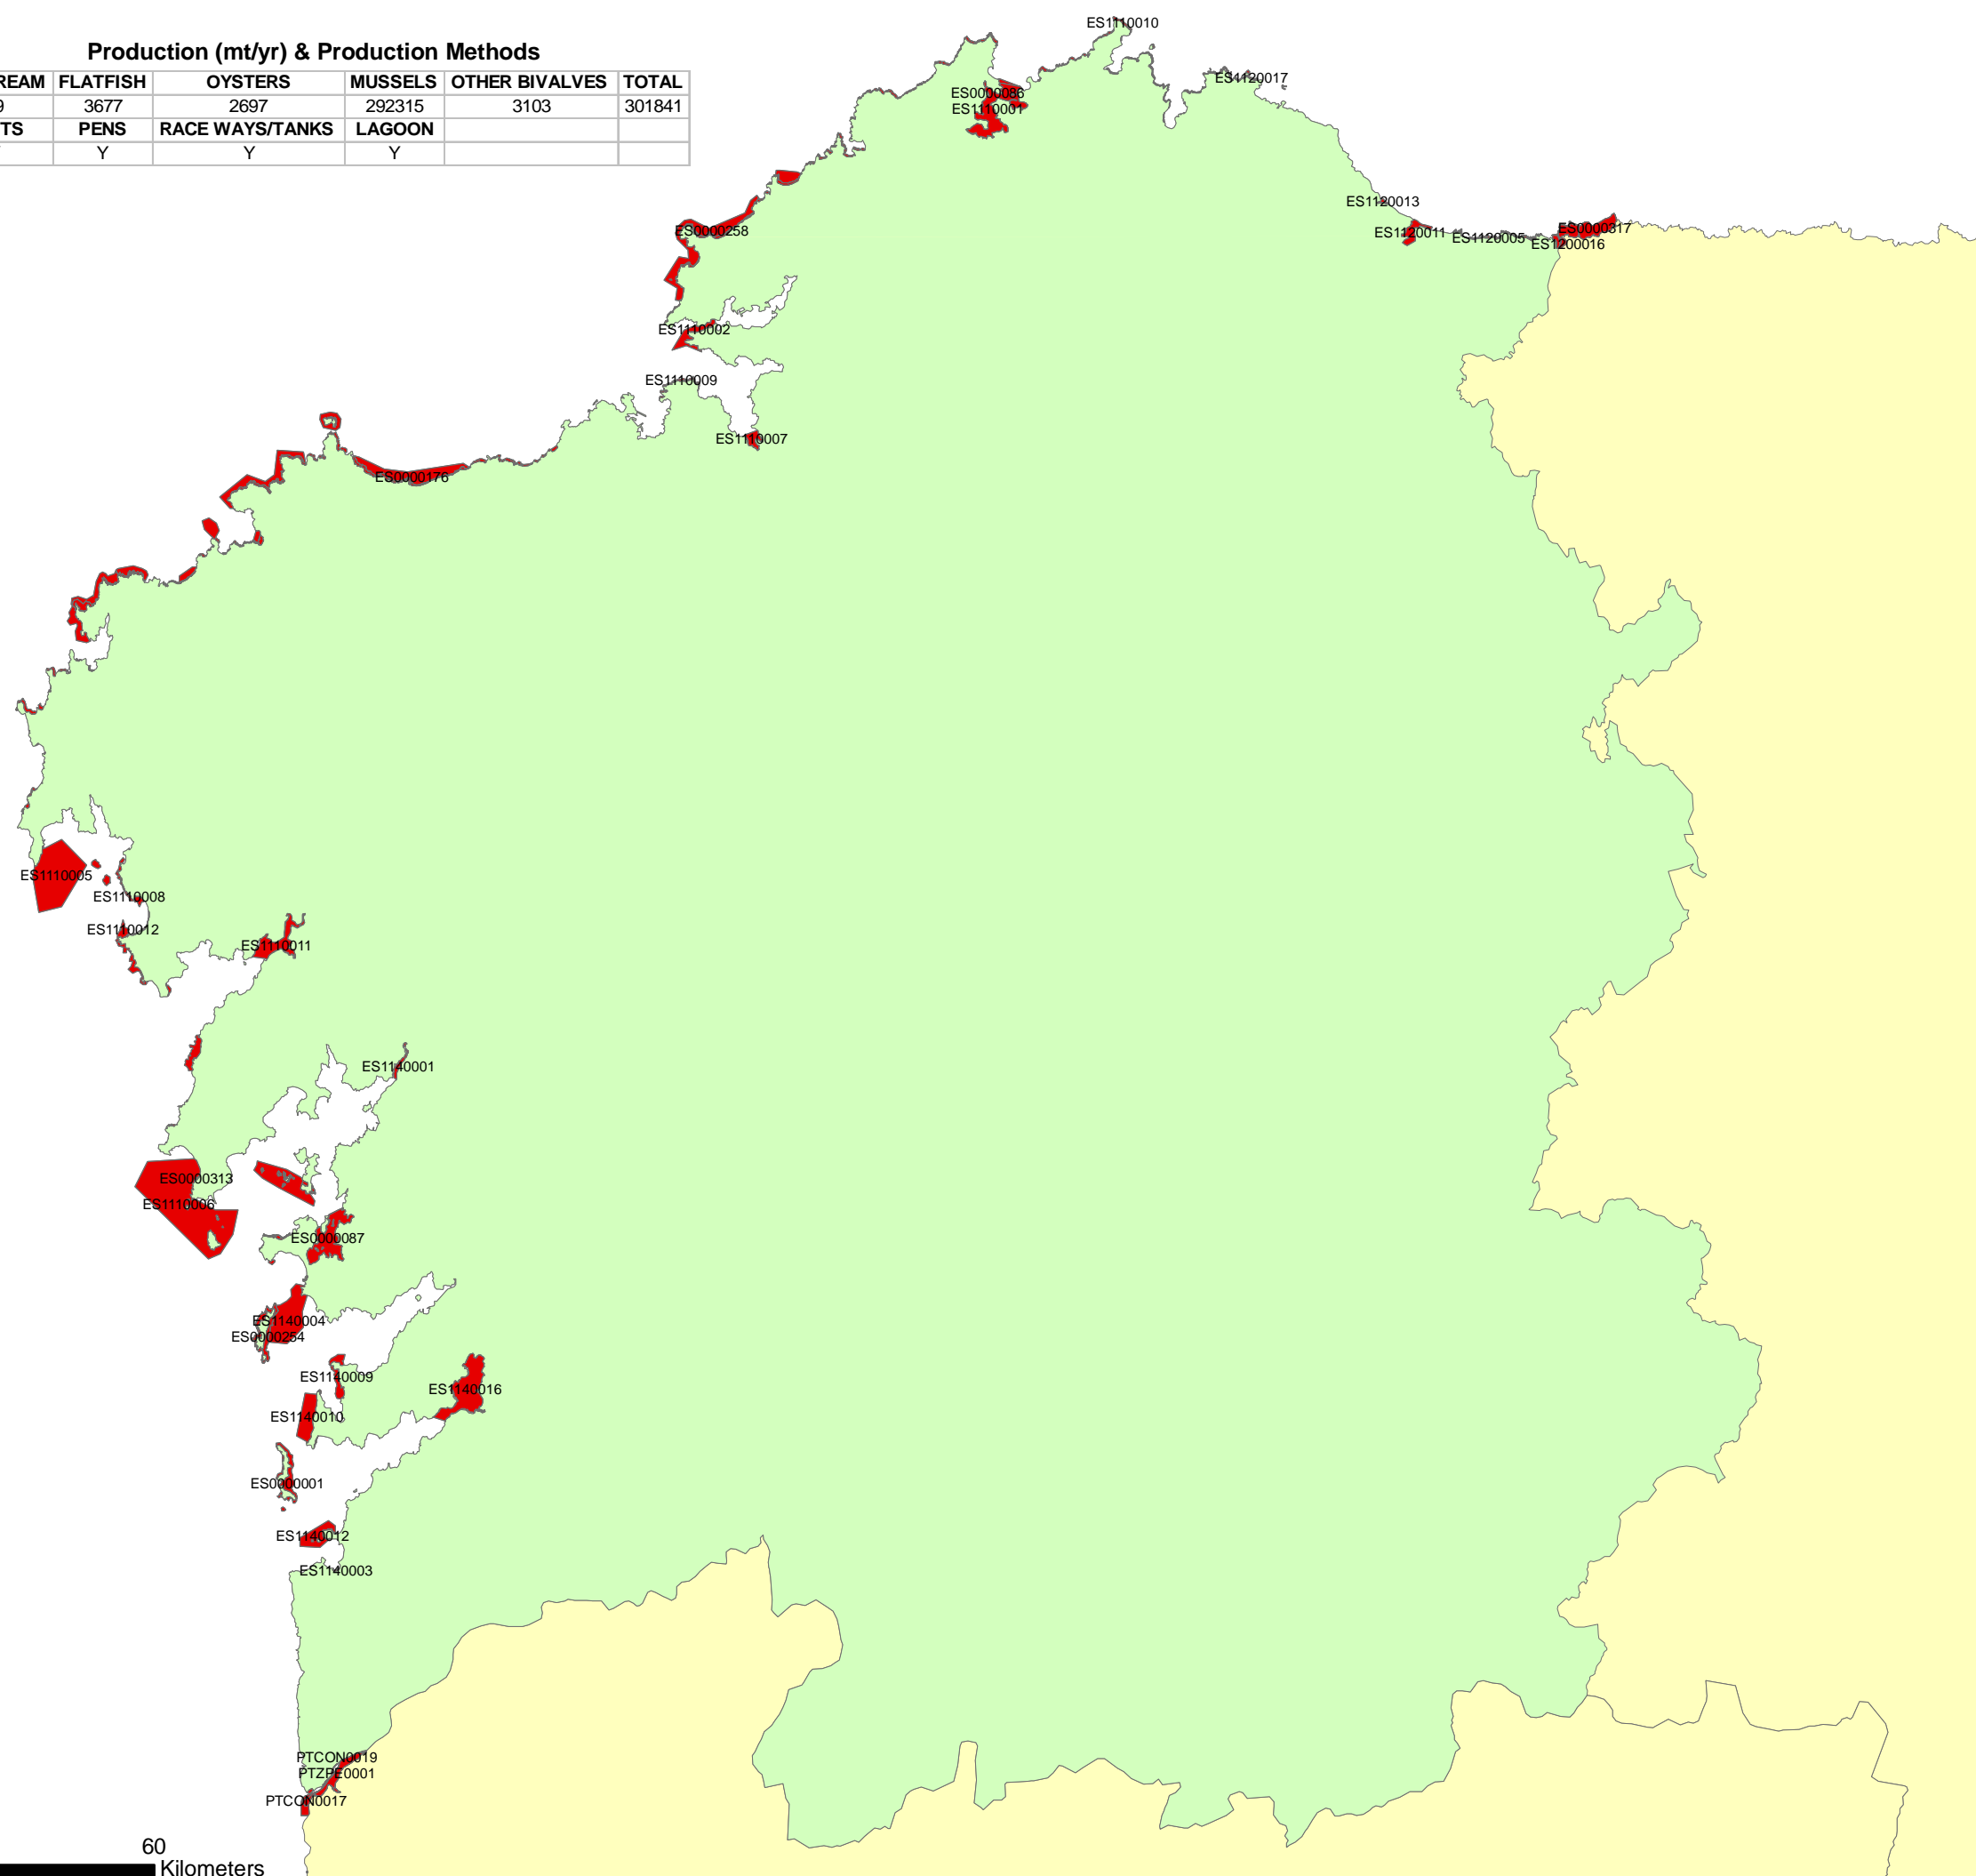 Production (mt/yr) & Production Methods
REAM FLATFISH OYSTERS MUSSELS OTHER BIVALVES TOTAL
9 3677 2697 292315 3103 301841
TS PENS RACE WAYS/TANKS LAGOON
Y Y Y
ES1110010
ES1120017
ES0000086
ES1110001
ES1120013
ES0000258
ES1120011
ES1120005
ES0000317
ES1200016
ES1110002
ES1110009
ES1110007
ES0000176
ES1110005
ES1110008
ES1110012
ES1110011
ES1140001
ES0000313
ES1110006
ES0000087
ES1140004
ES0000254
ES1140009
ES1140016
ES1140010
ES0000001
ES1140012
ES1140003
PTCON0019
PTZPE0001
PTCON0017
60
Kilometers